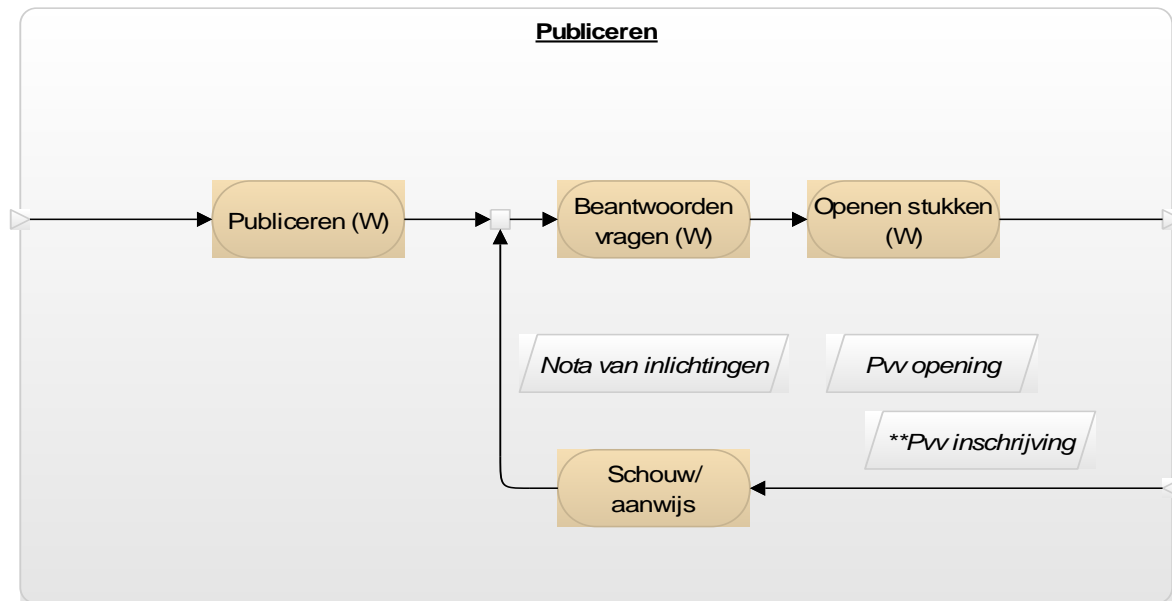 Publiceren
Publiceren (W)
Beantwoorden
vragen (W)
Openen stukken
(W)
Nota van inlichtingen
Pvv opening
**Pvv inschrijving
Schouw/
aanwijs